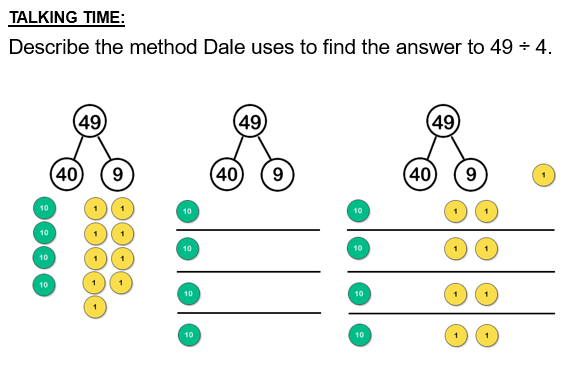 TALKING TIME:
Describe the method Dale uses to find the answer to 49 ÷ 4.
49 49 49
40 9 40 9 40 9 1
10 1 1 10 10 1 1
10 1 1 10 10 1 1
10 1 1 10 10 1 1
10 1 1 10 10 1 1
1